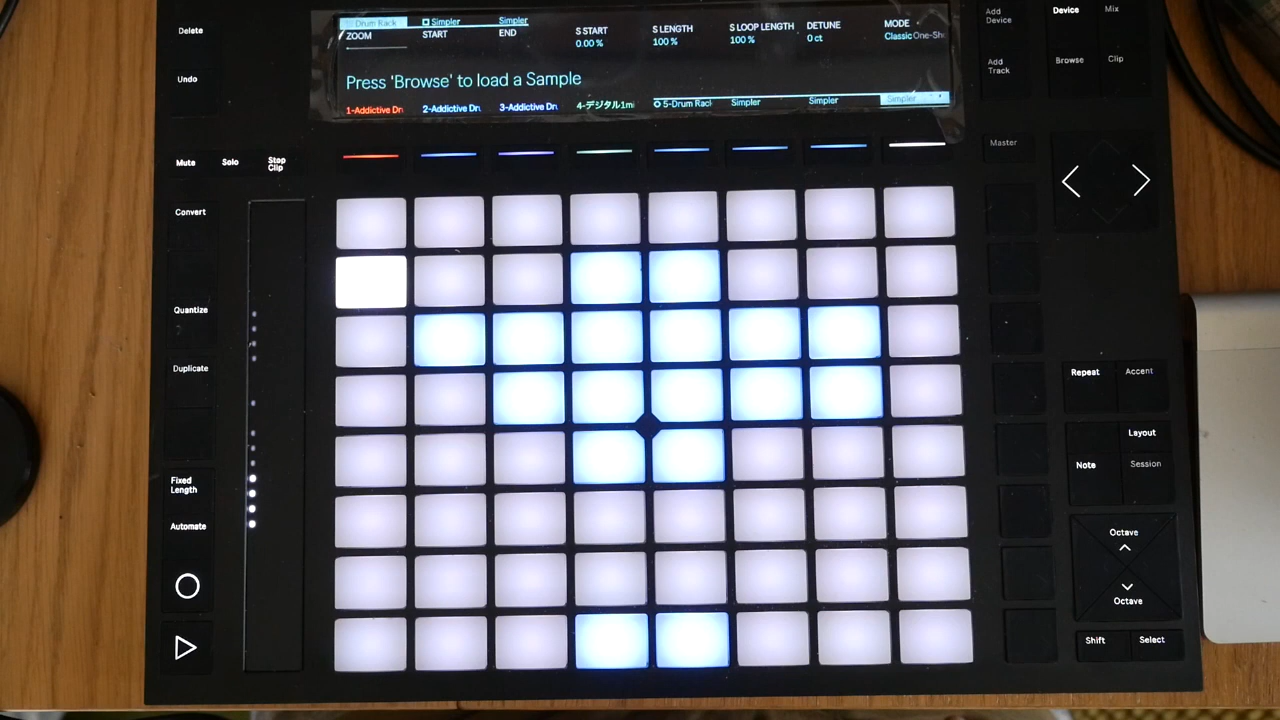 Delete
Undo
Mute Solo Stop Clip
Convert
Quantize
Duplicate
Fixed Length
Automate
Drum Rack Simpler Simpler
ZOOM START END S START S LENGTH S LOOP LENGTH DETUNE MODE
0.00 % 100 % 100 % 0 ct Classic One-Sh
Press 'Browse' to load a Sample
1-Addictive Dr 2-Addictive Dr 3-Addictive Dr 4-デジタル1mi 5-Drum Rack Simpler Simpler Simpler
Add Device
Device Mix
Add Track
Browse Clip
Master
Repeat Accent
Layout
Note Session
Octave
Octave
Shift Select